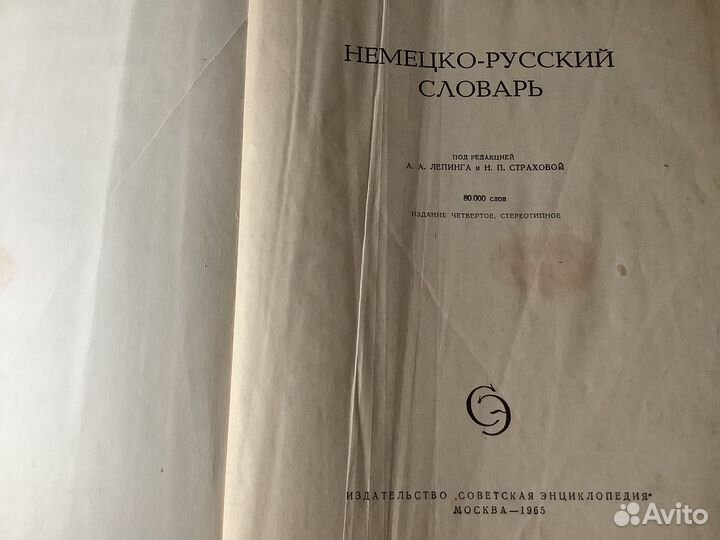 НЕМЕЦКО-РУССКИЙ
СЛОВАРЬ
ПОД РЕДАКЦИЕЙ
А. А. ЛЕПИНГА и Н. П. СТРАХОВОЙ
80 000 слов
ИЗДАНИЕ ЧЕТВЕРТОЕ, СТЕРЕОТИПНОЕ
СЭ
ИЗДАТЕЛЬСТВО „СОВЕТСКАЯ ЭНЦИКЛОПЕДИЯ"
МОСКВА—1965
Avito